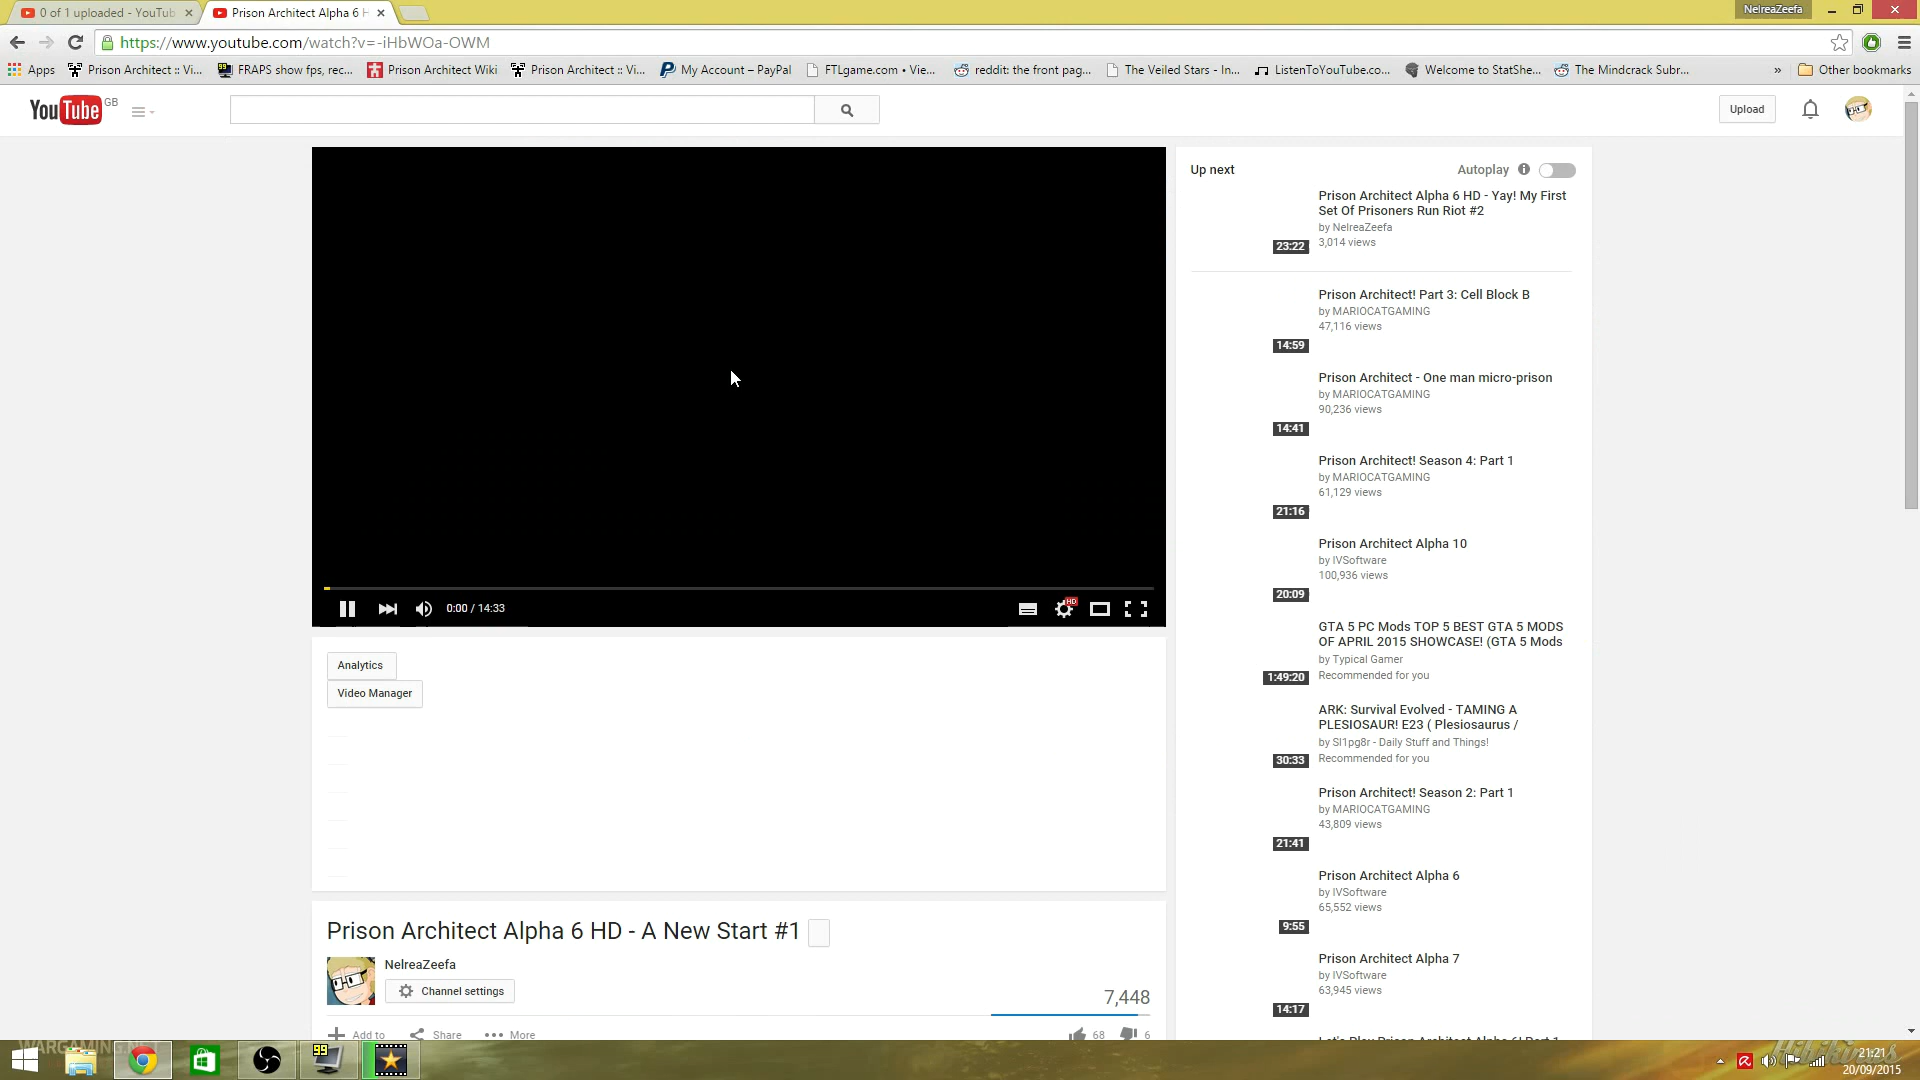 0 of 1 uploaded - YouTub
Prison Architect Alpha 6 H
NelreaZeefa
https://www.youtube.com/watch?v=-iHbWOa-OWM
Apps
Prison Architect :: Vi...
FRAPS show fps, rec...
Prison Architect Wiki
Prison Architect :: Vi...
My Account – PayPal
FTLgame.com • Vie...
reddit: the front pag...
The Veiled Stars - In...
ListenToYouTube.co...
Welcome to StatShe...
The Mindcrack Subr...
»
Other bookmarks
YouTube GB
Upload
Up next
Autoplay
Prison Architect Alpha 6 HD - Yay! My First
Set Of Prisoners Run Riot #2
by NelreaZeefa
3,014 views
23:22
Prison Architect! Part 3: Cell Block B
by MARIOCATGAMING
47,116 views
14:59
Prison Architect - One man micro-prison
by MARIOCATGAMING
90,236 views
14:41
Prison Architect! Season 4: Part 1
by MARIOCATGAMING
61,129 views
21:16
Prison Architect Alpha 10
by IVSoftware
100,936 views
20:09
GTA 5 PC Mods TOP 5 BEST GTA 5 MODS
OF APRIL 2015 SHOWCASE! (GTA 5 Mods
by Typical Gamer
Recommended for you
1:49:20
ARK: Survival Evolved - TAMING A
PLESIOSAUR! E23 ( Plesiosaurus /
by Sl1pg8r - Daily Stuff and Things!
Recommended for you
30:33
Prison Architect! Season 2: Part 1
by MARIOCATGAMING
43,809 views
21:41
Prison Architect Alpha 6
by IVSoftware
65,552 views
9:55
Prison Architect Alpha 7
by IVSoftware
63,945 views
14:17
0:00 / 14:33
HD
Analytics
Video Manager
Prison Architect Alpha 6 HD - A New Start #1
NelreaZeefa
Channel settings
7,448
Add to
Share
More
68
6
WARGAMING.NET
99
21:21
20/09/2015